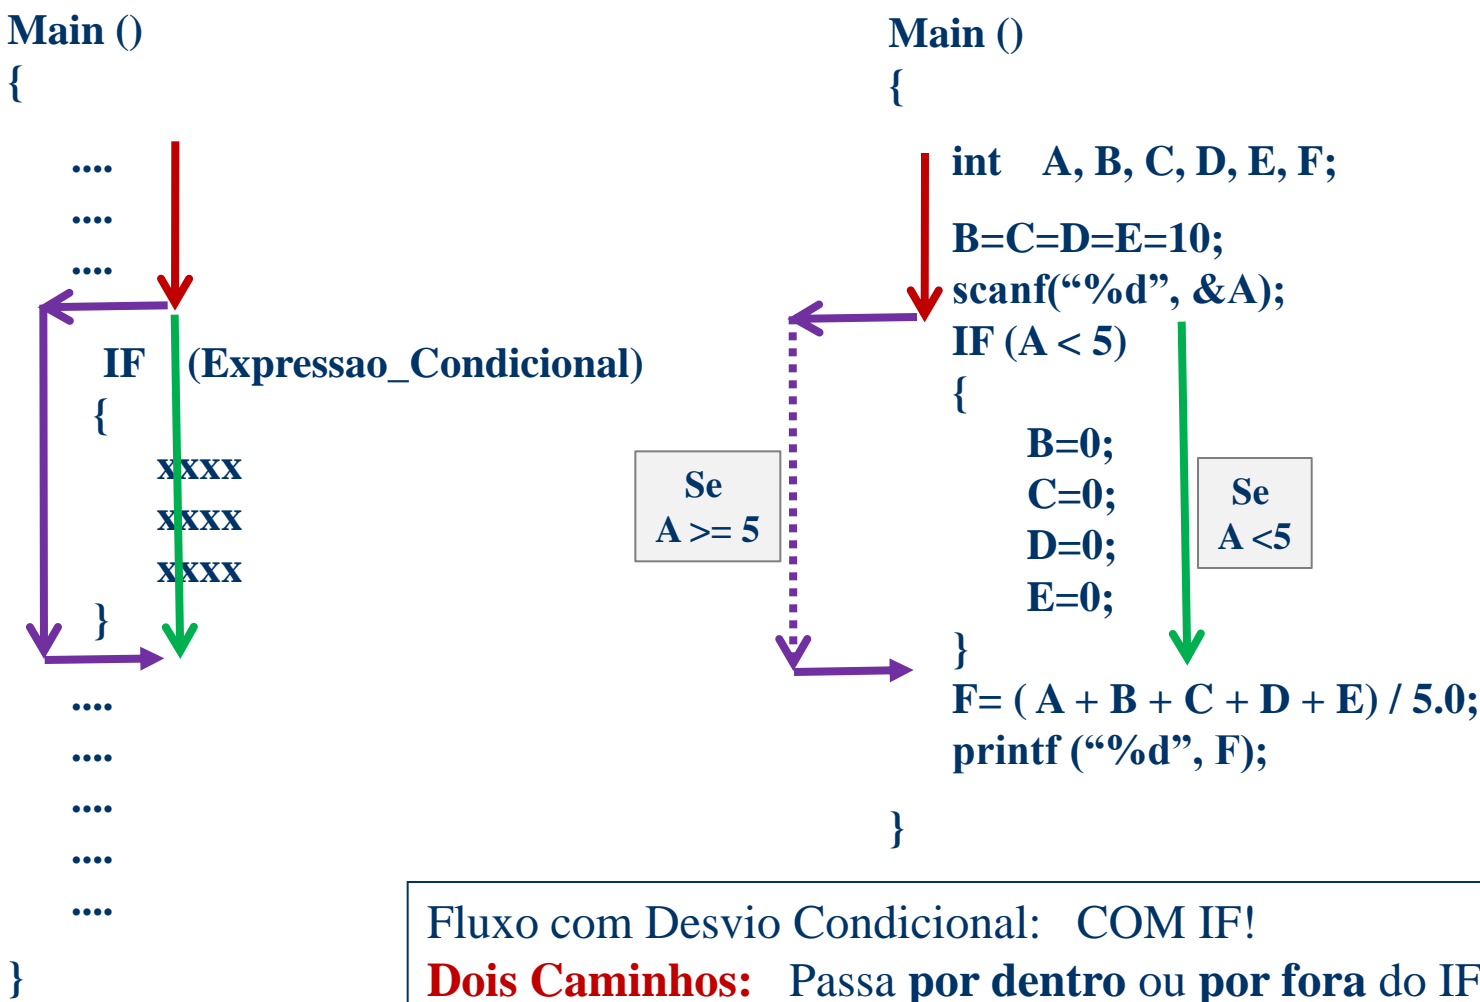 Main ()
{
....
....
....
IF (Expressao_Condicional)
{
xxxx
xxxx
xxxx
}
....
....
....
....
....
}
Main ()
{
int A, B, C, D, E, F;
B=C=D=E=10;
scanf(“%d”, &A);
IF (A < 5)
{
B=0;
C=0;
D=0;
E=0;
}
F= ( A + B + C + D + E) / 5.0;
printf (“%d”, F);
}
Se
A >= 5
Se
A <5
Fluxo com Desvio Condicional: COM IF!
Dois Caminhos: Passa por dentro ou por fora do IF